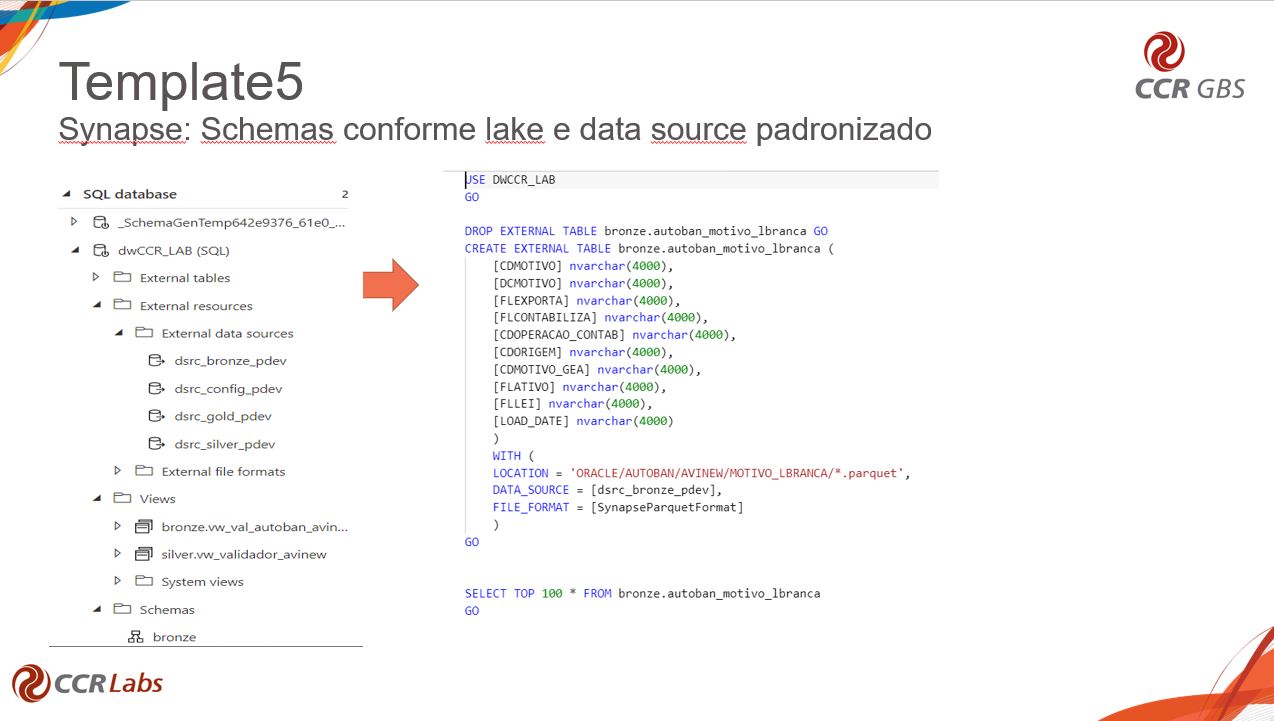 Template5
CCR GBS
Synapse: Schemas conforme lake e data source padronizado
SQL database 2
_SchemaGenTemp642e9376_61e0_...
dwCCR_LAB (SQL)
External tables
External resources
External data sources
dsrc_bronze_pdev
dsrc_config_pdev
dsrc_gold_pdev
dsrc_silver_pdev
External file formats
Views
bronze.vw_val_autoban_avin...
silver.vw_validador_avinew
System views
Schemas
bronze
USE DWCCR_LAB
GO
DROP EXTERNAL TABLE bronze.autoban_motivo_lbranca GO
CREATE EXTERNAL TABLE bronze.autoban_motivo_lbranca (
[CDMOTIVO] nvarchar(4000),
[DCMOTIVO] nvarchar(4000),
[FLEXPORTA] nvarchar(4000),
[FLCONTABILIZA] nvarchar(4000),
[CDOPERACAO_CONTAB] nvarchar(4000),
[CDORIGEM] nvarchar(4000),
[CDMOTIVO_GEA] nvarchar(4000),
[FLATIVO] nvarchar(4000),
[FLLEI] nvarchar(4000),
[LOAD_DATE] nvarchar(4000)
)
WITH (
LOCATION = 'ORACLE/AUTOBAN/AVINEW/MOTIVO_LBRANCA/*.parquet',
DATA_SOURCE = [dsrc_bronze_pdev],
FILE_FORMAT = [SynapseParquetFormat]
)
GO
SELECT TOP 100 * FROM bronze.autoban_motivo_lbranca
GO
CCR Labs